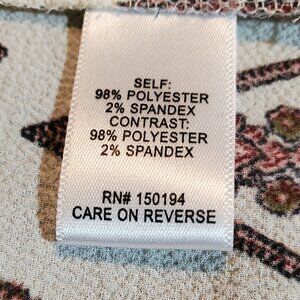 SELF:
98% POLYESTER
2% SPANDEX
CONTRAST:
98% POLYESTER
2% SPANDEX
RN# 150194
CARE ON REVERSE